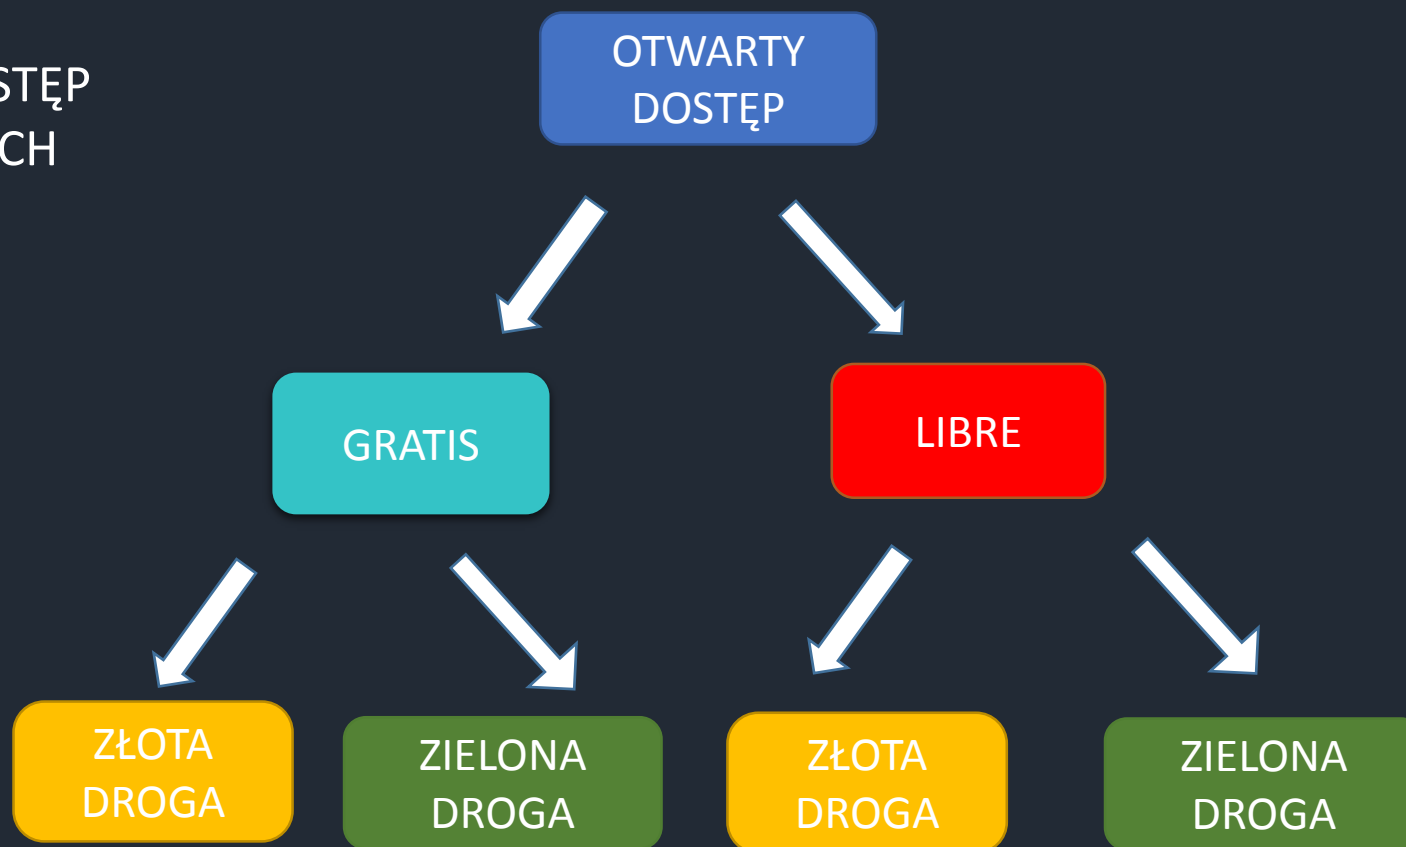 STĘP
CH
OTWARTY
DOSTĘP
GRATIS
LIBRE
ZŁOTA
DROGA
ZIELONA
DROGA
ZŁOTA
DROGA
ZIELONA
DROGA